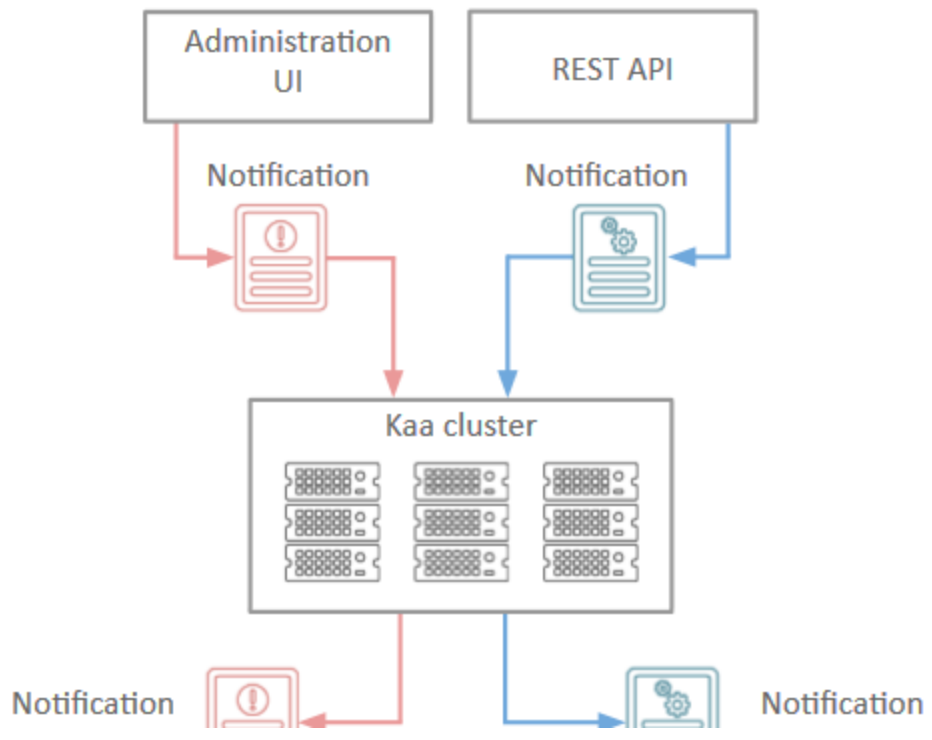 Administration
UI
REST API
Notification
Notification
Kaa cluster
Notification
Notification